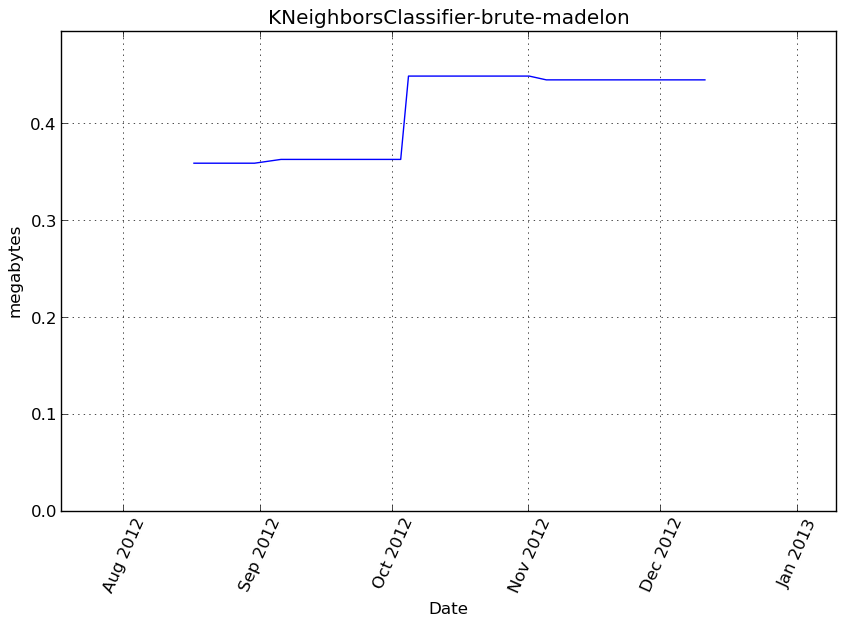 KNeighborsClassifier-brute-madelon
megabytes
0.4
0.3
0.2
0.1
0.0
Aug 2012
Sep 2012
Oct 2012
Nov 2012
Dec 2012
Jan 2013
Date